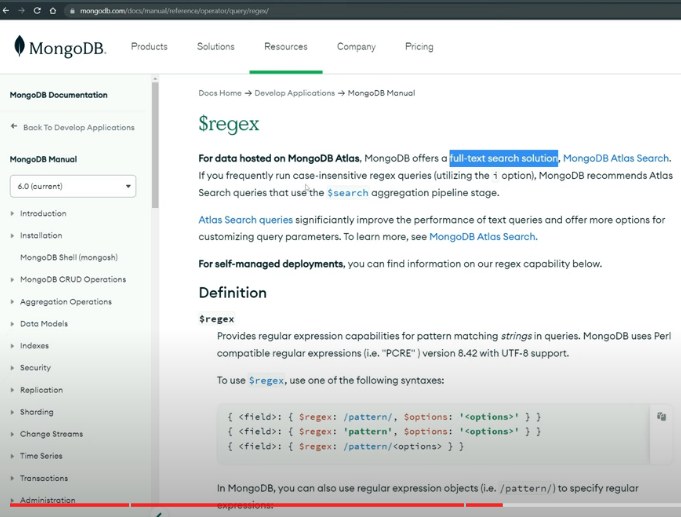 mongodb.com/docs/manual/reference/operator/query/regex/
MongoDB.
Products
Solutions
Resources
Company
Pricing
MongoDB Documentation
Back To Develop Applications
MongoDB Manual
6.0 (current)
Introduction
Installation
MongoDB Shell (mongosh)
MongoDB CRUD Operations
Aggregation Operations
Data Models
Indexes
Security
Replication
Sharding
Change Streams
Time Series
Transactions
Administration
Docs Home → Develop Applications → MongoDB Manual
$regex
For data hosted on MongoDB Atlas, MongoDB offers a full-text search solution, MongoDB Atlas Search.
If you frequently run case-insensitive regex queries (utilizing the i option), MongoDB recommends Atlas
Search queries that use the $search aggregation pipeline stage.
Atlas Search queries significantly improve the performance of text queries and offer more options for
customizing query parameters. To learn more, see MongoDB Atlas Search.
For self-managed deployments, you can find information on our regex capability below.
Definition
$regex
Provides regular expression capabilities for pattern matching strings in queries. MongoDB uses Perl
compatible regular expressions (i.e. "PCRE" ) version 8.42 with UTF-8 support.
To use $regex, use one of the following syntaxes:
{ <field>: { $regex: /pattern/, $options: '<options>' } }
{ <field>: { $regex: 'pattern', $options: '<options>' } }
{ <field>: { $regex: /pattern/<options> } }
In MongoDB, you can also use regular expression objects (i.e. /pattern/) to specify regular
expressions: